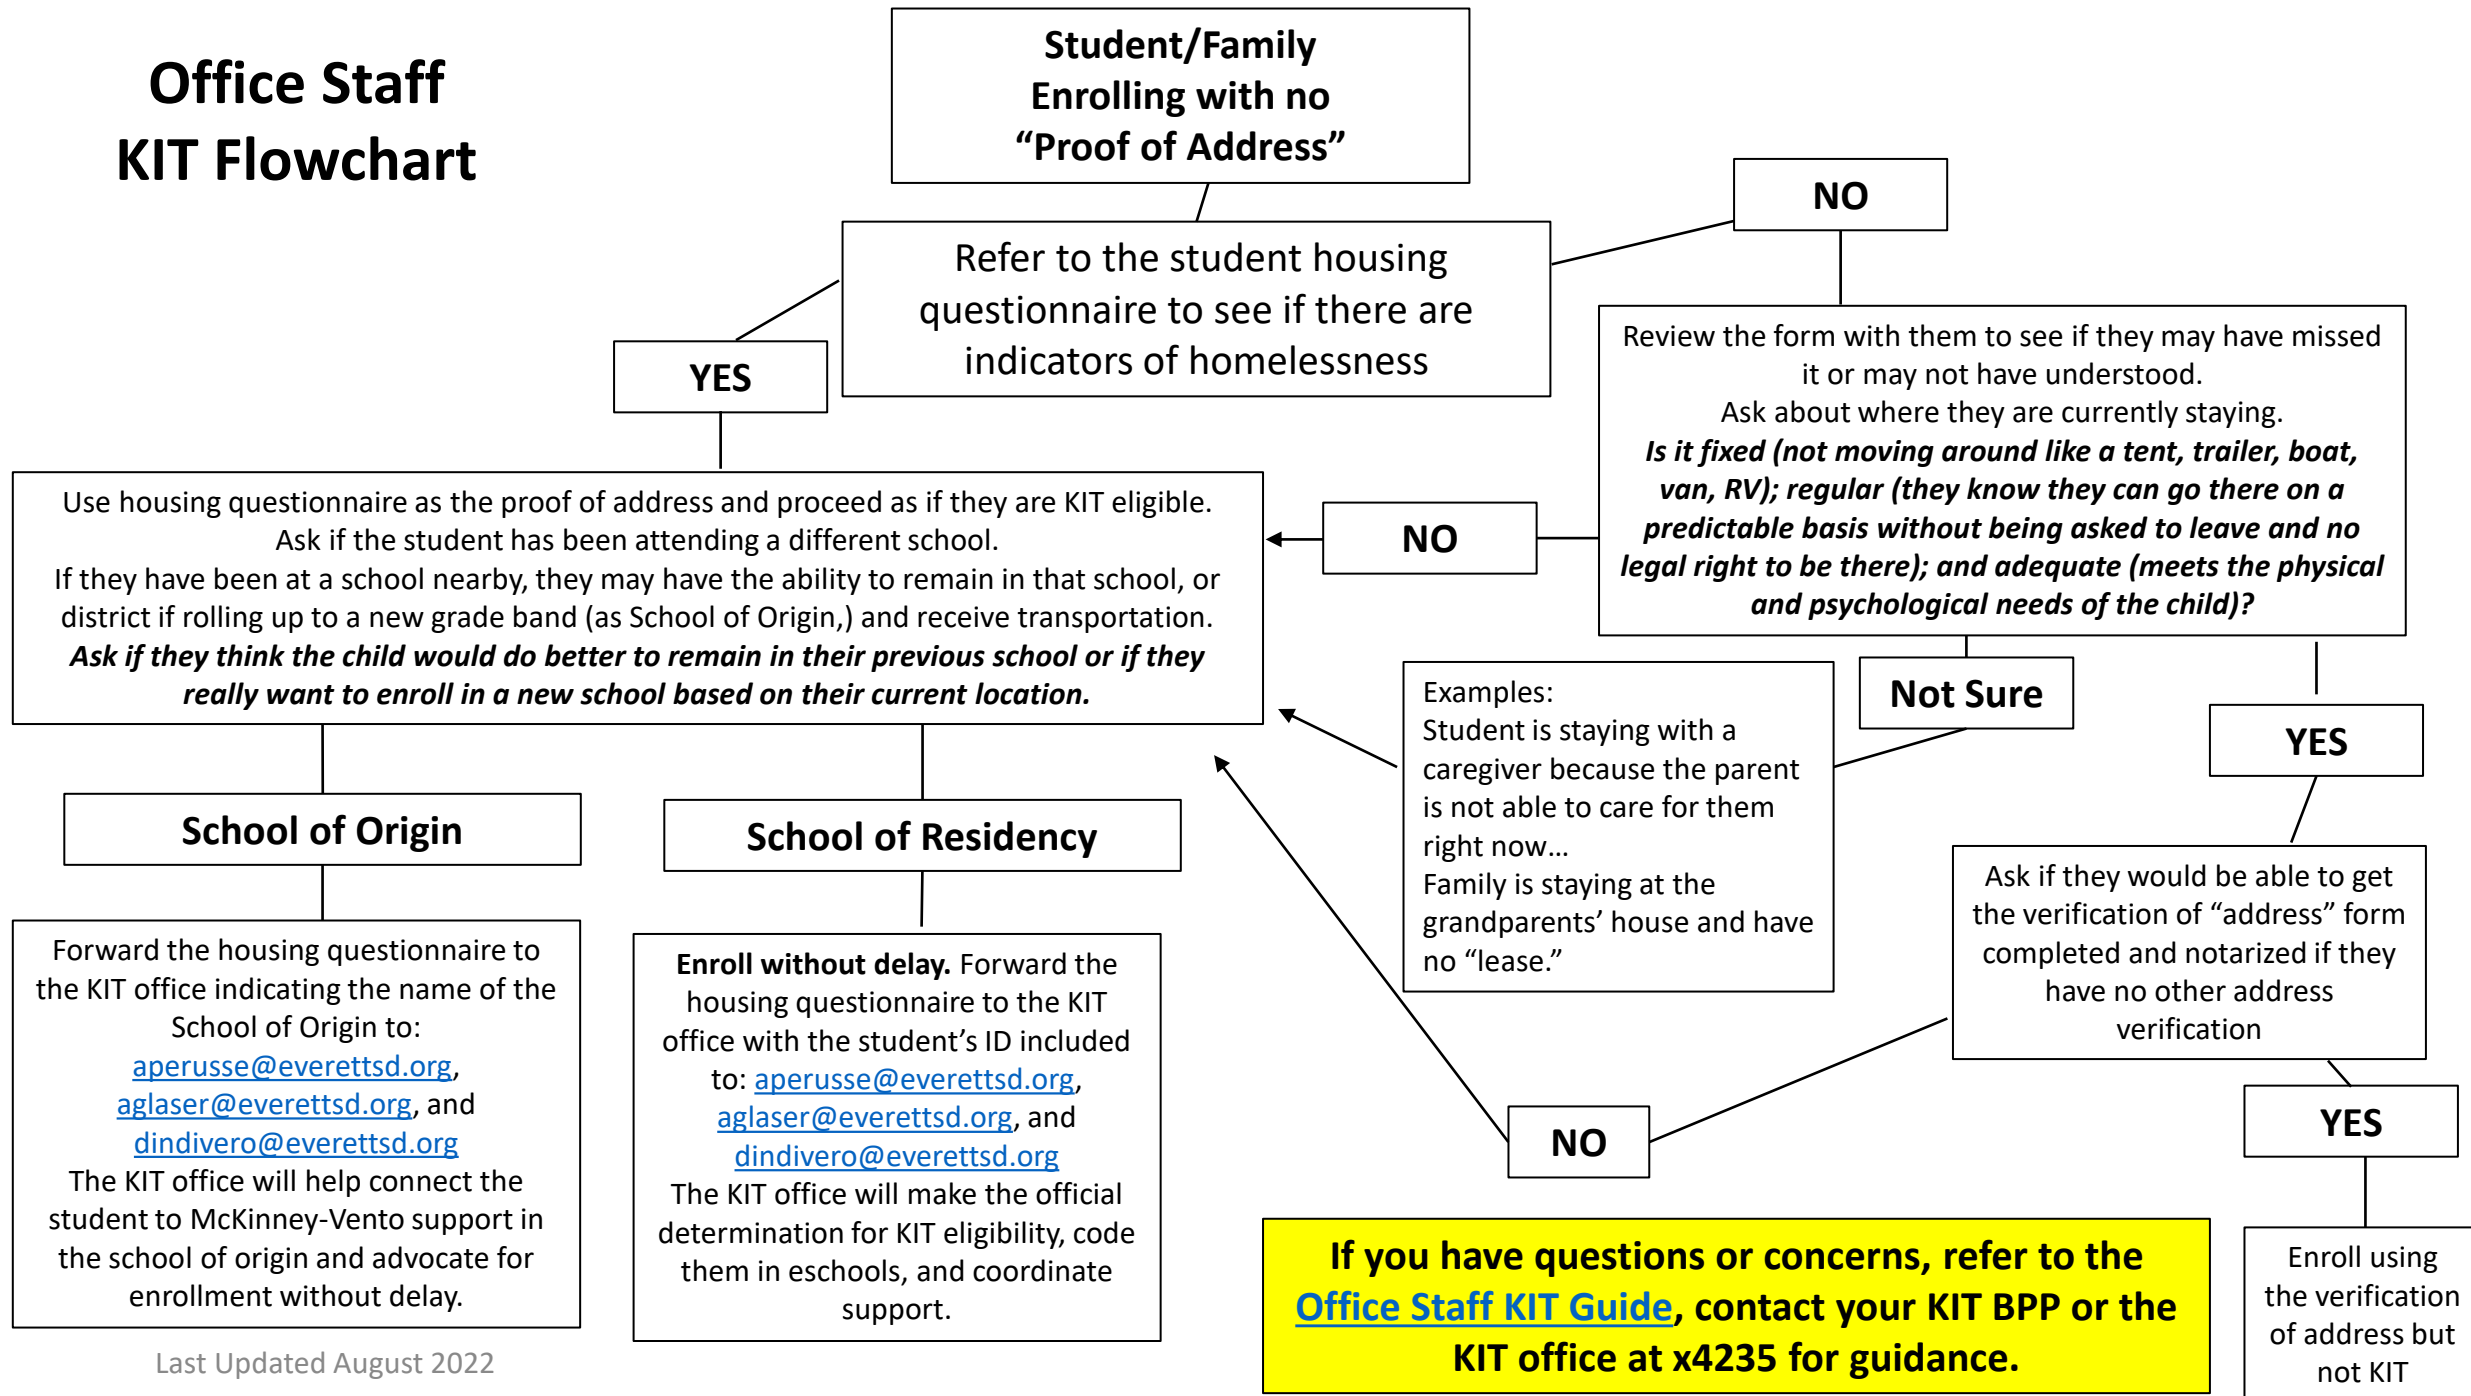 Office Staff
KIT Flowchart
Student/Family
Enrolling with no
“Proof of Address”
NO
Refer to the student housing
questionnaire to see if there are
indicators of homelessness
YES
Review the form with them to see if they may have missed
it or may not have understood.
Ask about where they are currently staying.
Is it fixed (not moving around like a tent, trailer, boat,
van, RV); regular (they know they can go there on a
predictable basis without being asked to leave and no
legal right to be there); and adequate (meets the physical
and psychological needs of the child)?
Use housing questionnaire as the proof of address and proceed as if they are KIT eligible.
Ask if the student has been attending a different school.
If they have been at a school nearby, they may have the ability to remain in that school, or
district if rolling up to a new grade band (as School of Origin,) and receive transportation.
Ask if they think the child would do better to remain in their previous school or if they
really want to enroll in a new school based on their current location.
NO
Not Sure
YES
Examples:
Student is staying with a
caregiver because the parent
is not able to care for them
right now…
Family is staying at the
grandparents’ house and have
no “lease.”
School of Origin
School of Residency
Ask if they would be able to get
the verification of “address” form
completed and notarized if they
have no other address
verification
Forward the housing questionnaire to
the KIT office indicating the name of the
School of Origin to:
aperusse@everettsd.org,
aglaser@everettsd.org, and
dindivero@everettsd.org
The KIT office will help connect the
student to McKinney-Vento support in
the school of origin and advocate for
enrollment without delay.
Enroll without delay. Forward the
housing questionnaire to the KIT
office with the student’s ID included
to: aperusse@everettsd.org,
aglaser@everettsd.org, and
dindivero@everettsd.org
The KIT office will make the official
determination for KIT eligibility, code
them in eschools, and coordinate
support.
NO
YES
If you have questions or concerns, refer to the
Office Staff KIT Guide, contact your KIT BPP or the
KIT office at x4235 for guidance.
Enroll using
the verification
of address but
not KIT
Last Updated August 2022